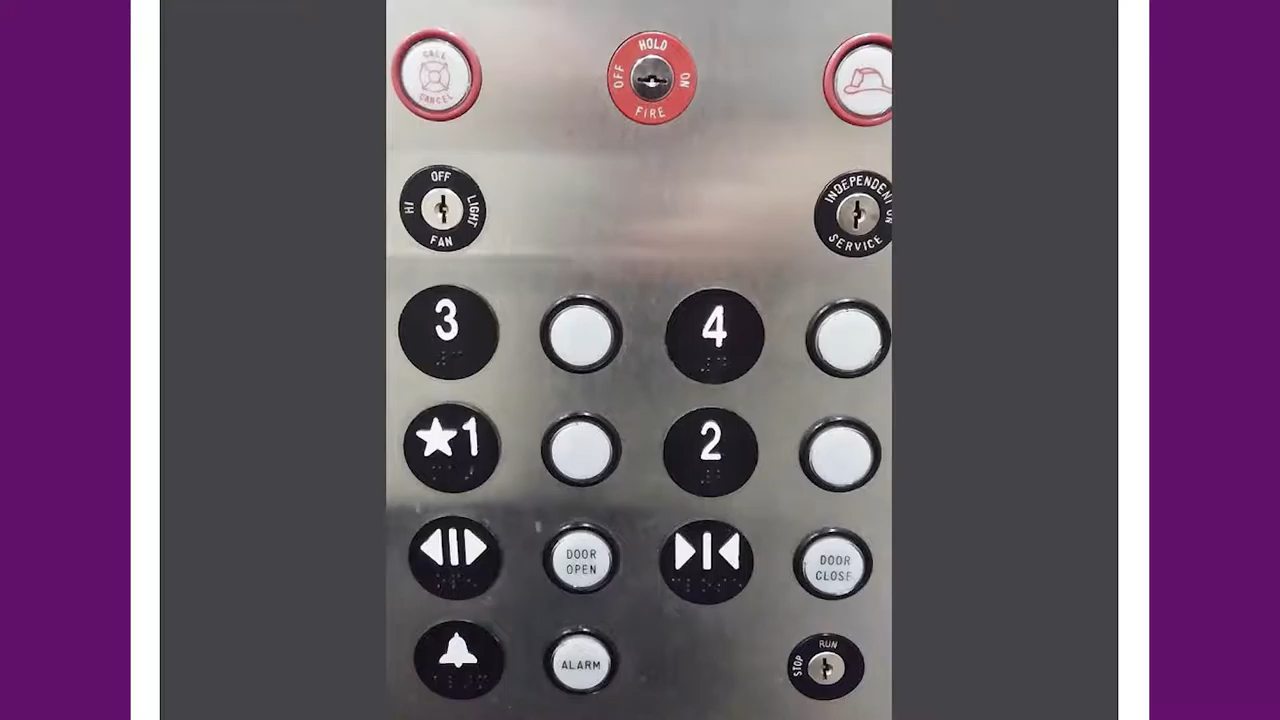 CALL
CANCEL
HOLD
OFF
ON
FIRE
OFF
HI
LIGHT
FAN
INDEPENDENT
ON
SERVICE
3
4
★1
2
DOOR
OPEN
DOOR
CLOSE
ALARM
RUN
STOP